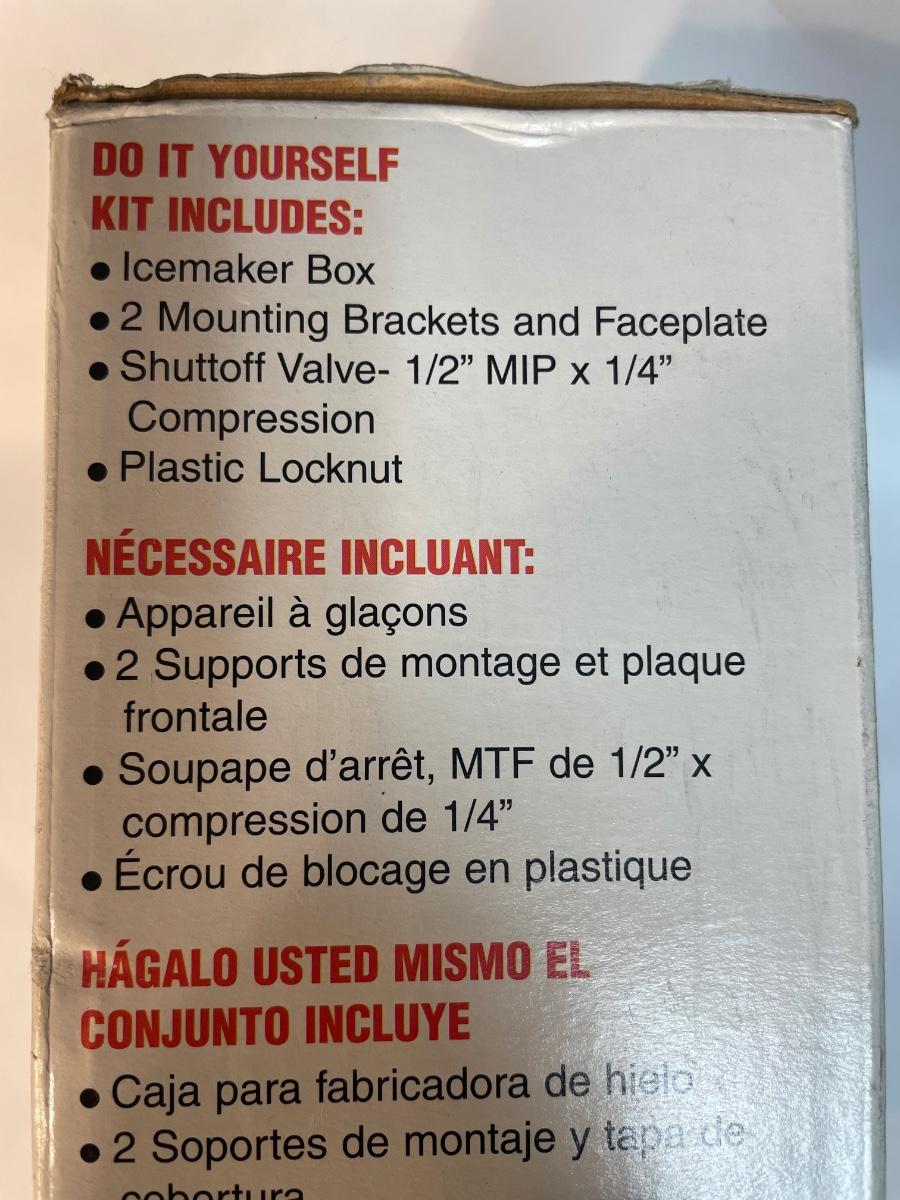 DO IT YOURSELF
KIT INCLUDES:
• Icemaker Box
• 2 Mounting Brackets and Faceplate
• Shuttoff Valve- 1/2” MIP x 1/4”
Compression
• Plastic Locknut
NÉCESSAIRE INCLUANT:
• Appareil à glaçons
• 2 Supports de montage et plaque
frontale
• Soupape d’arrêt, MTF de 1/2” x
compression de 1/4”
• Écrou de blocage en plastique
HÁGALO USTED MISMO EL
CONJUNTO INCLUYE
• Caja para fabricadora de hielo
• 2 Soportes de montaje y tapa de
cobertura